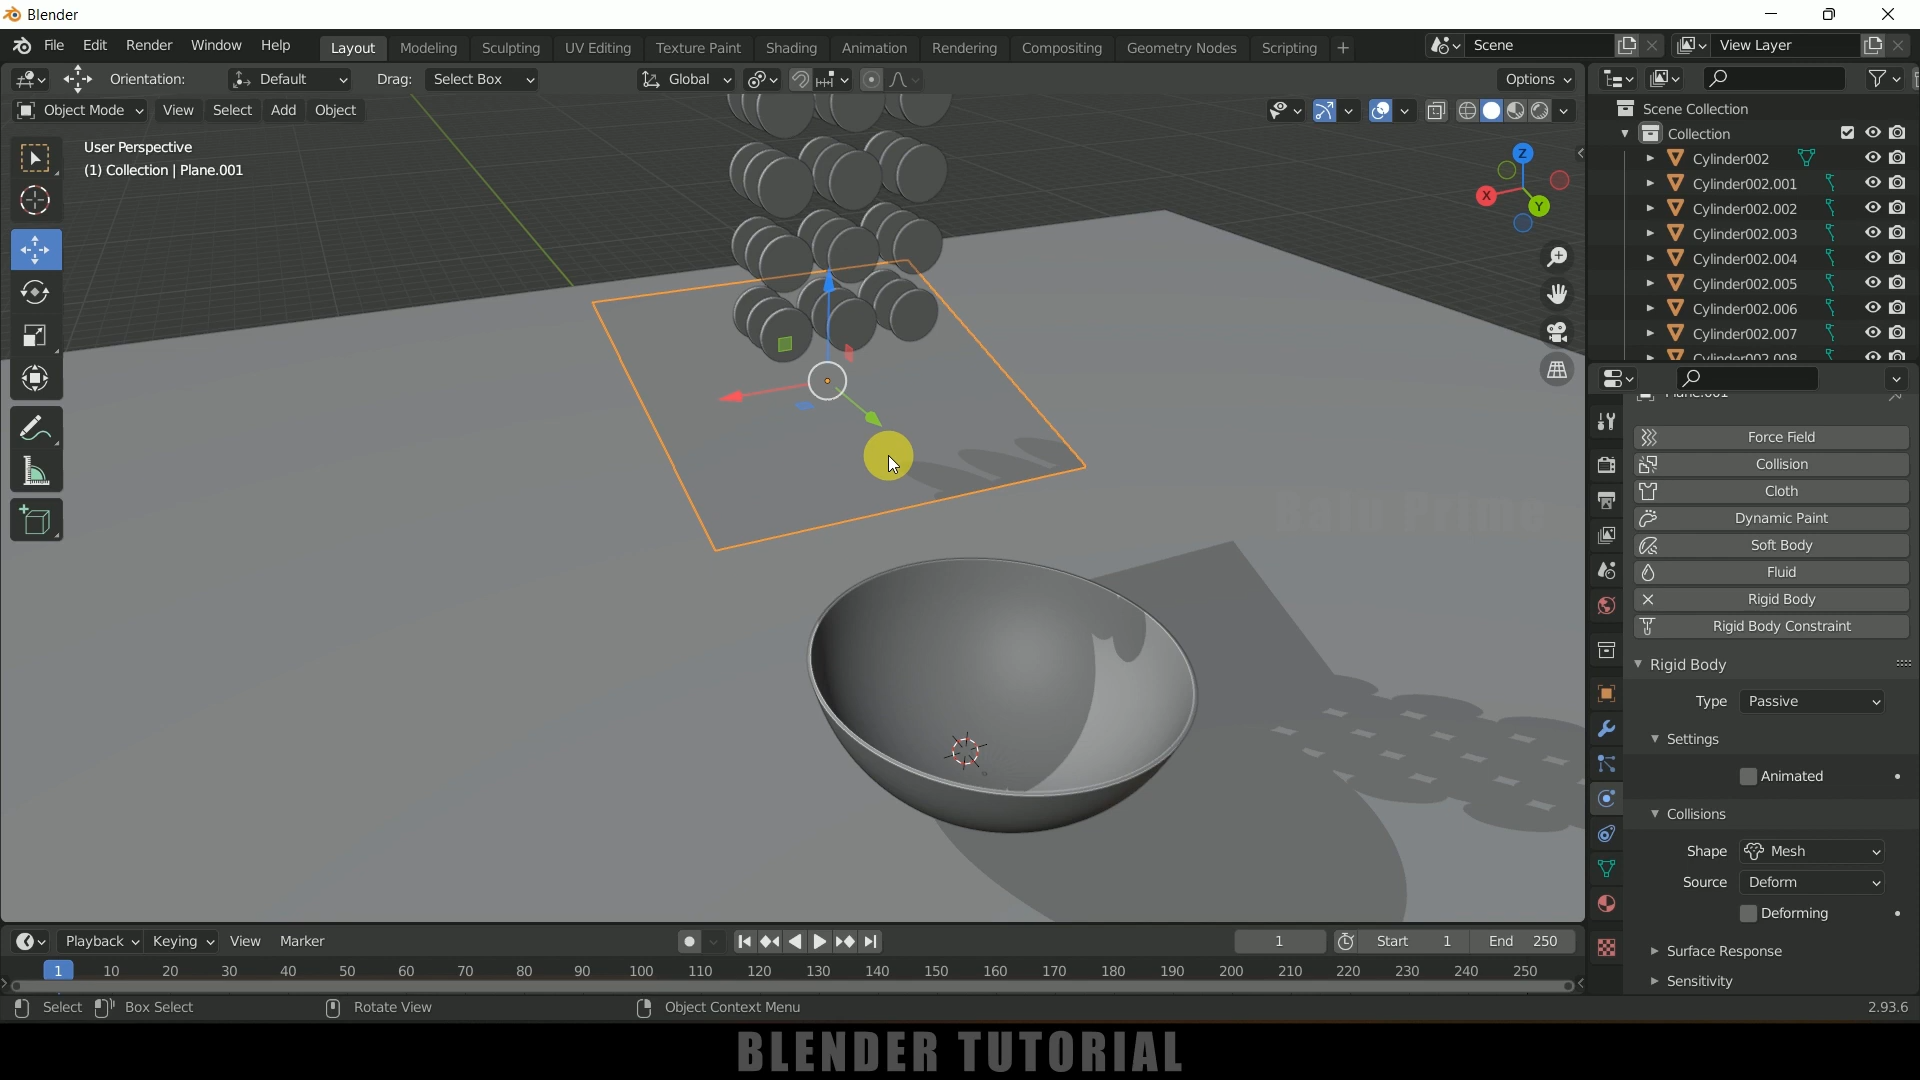 Blender
File Edit Render Window Help Layout Modeling Sculpting UV Editing Texture Paint Shading Animation Rendering Compositing Geometry Nodes Scripting + Scene View Layer
Orientation: Default Drag: Select Box Global Options
Object Mode View Select Add Object
User Perspective
(1) Collection | Plane.001
Z
X
Y
Scene Collection
Collection
Cylinder002
Cylinder002.001
Cylinder002.002
Cylinder002.003
Cylinder002.004
Cylinder002.005
Cylinder002.006
Cylinder002.007
Cylinder002.008
Plane.001
Force Field
Collision
Cloth
Dynamic Paint
Soft Body
Fluid
Rigid Body
Rigid Body Constraint
Rigid Body
Type Passive
Settings
Animated
Collisions
Shape Mesh
Source Deform
Deforming
Surface Response
Sensitivity
Bain Prime
Playback Keying View Marker 1 Start 1 End 250
1 10 20 30 40 50 60 70 80 90 100 110 120 130 140 150 160 170 180 190 200 210 220 230 240 250
Select Box Select Rotate View Object Context Menu 2.93.6
BLENDER TUTORIAL